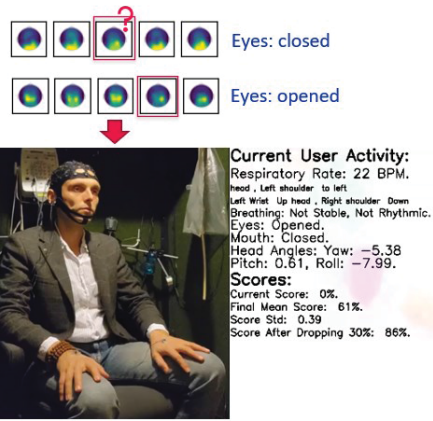 ?
Eyes: closed
Eyes: opened
Current User Activity:
Respiratory Rate: 22 BPM.
head , Left shoulder to left
Left Wrist Up head , Right shoulder Down
Breathing: Not Stable, Not Rhythmic.
Eyes: Opened.
Mouth: Closed.
Head Angles: Yaw: −5.38
Pitch: 0.61, Roll: −7.99.
Scores:
Current Score: 0%.
Final Mean Score: 61%.
Score Std: 0.39
Score After Dropping 30%: 86%.